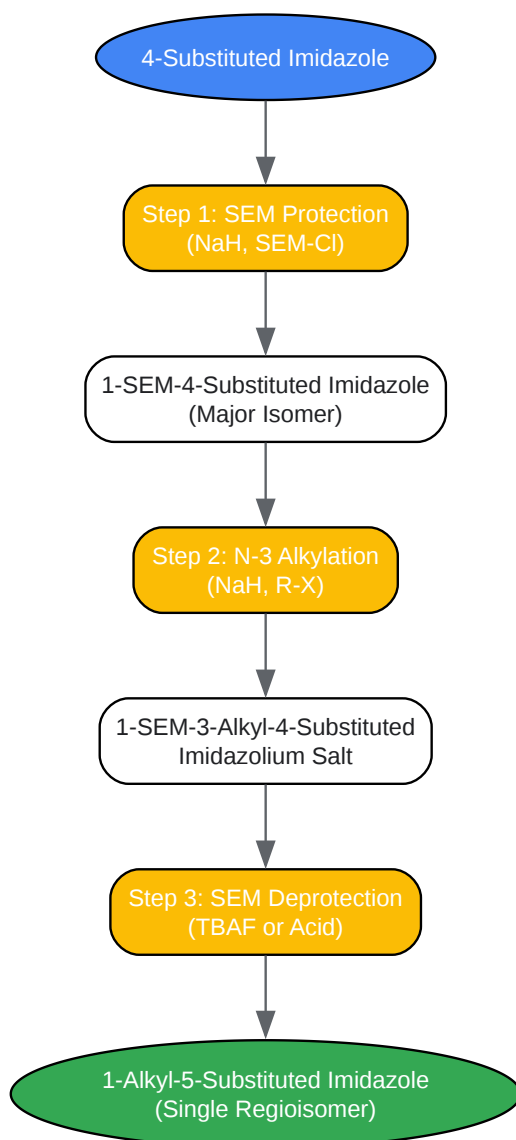 4-Substituted Imidazole
Step 1: SEM Protection
(NaH, SEM-Cl)
1-SEM-4-Substituted Imidazole
(Major Isomer)
Step 2: N-3 Alkylation
(NaH, R-X)
1-SEM-3-Alkyl-4-Substituted
Imidazolium Salt
Step 3: SEM Deprotection
(TBAF or Acid)
1-Alkyl-5-Substituted Imidazole
(Single Regioisomer)